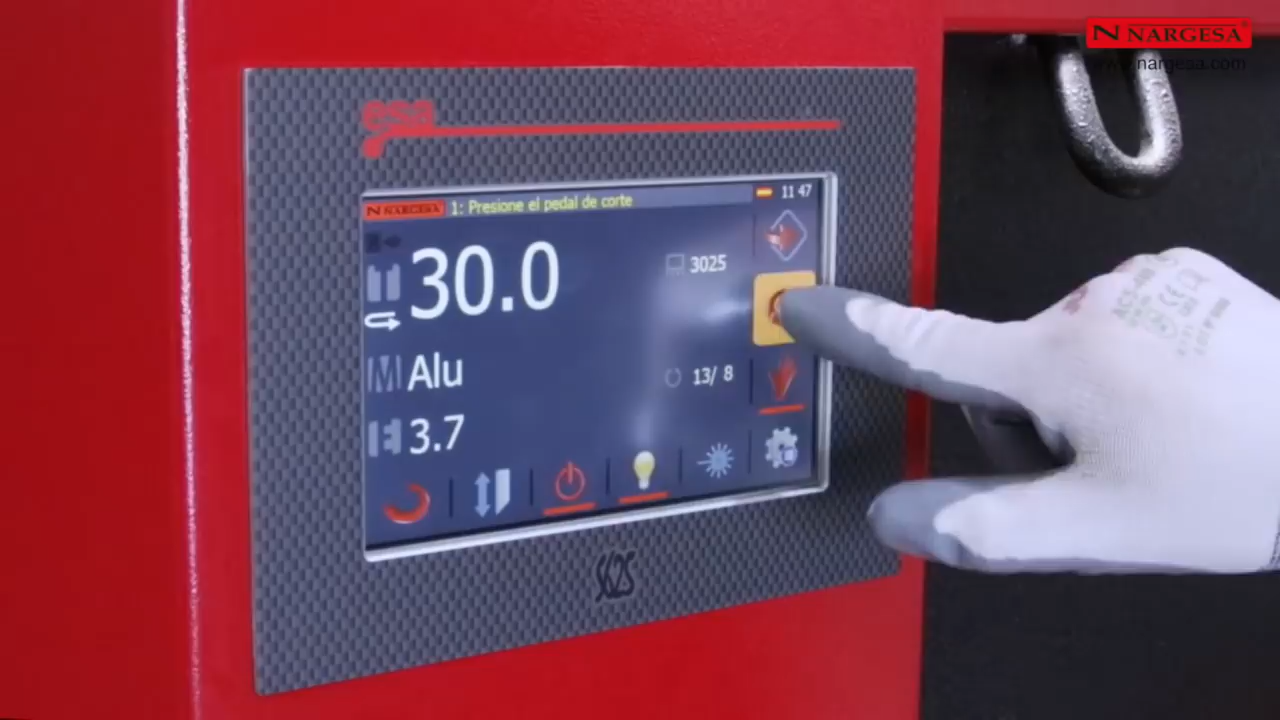 NARGESA
www.nargesa.com
esa
NARGESA 1: Presione el pedal de corte 11 47
30.0
3025
Alu
13/ 8
3.7